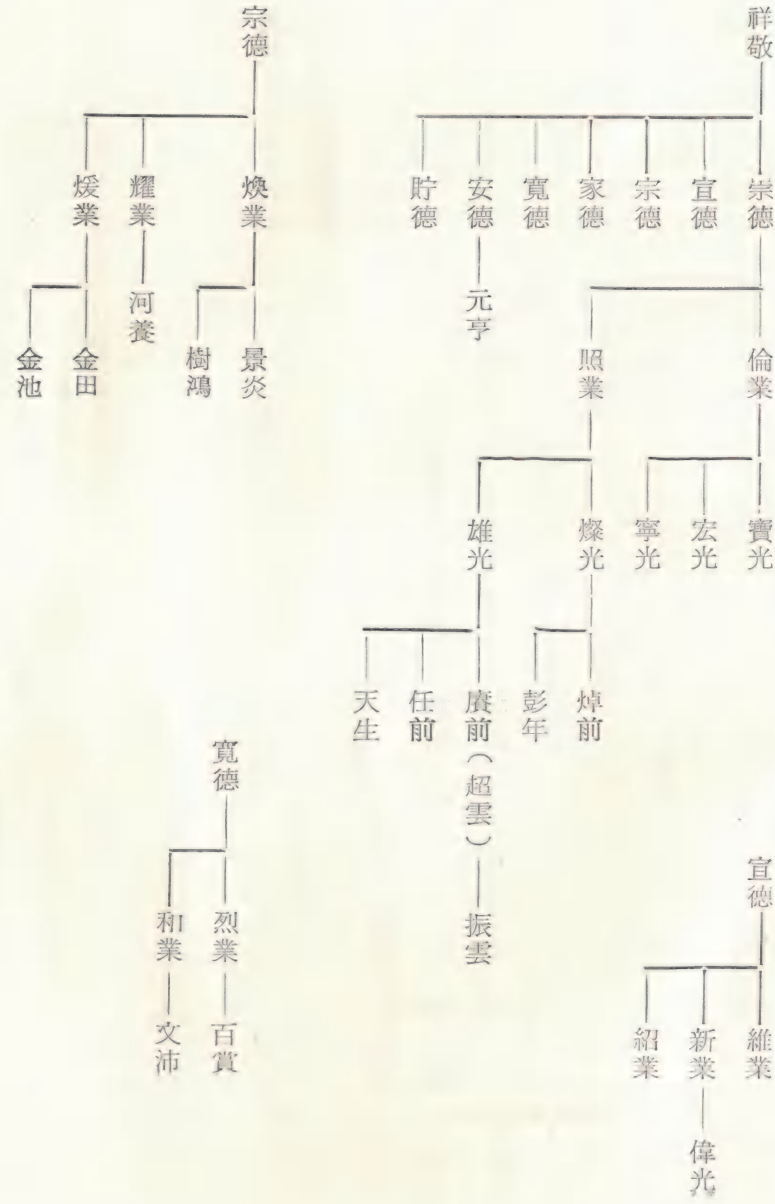 祥敬
崇德
宣德
宗德
家德
寬德
安德
貯德
倫業
照業
元亨
寶光
宏光
寧光
燦光
雄光
焯前
彭年
賡前(超雲)
任前
天生
振雲
宣德
維業
新業
紹業
偉光
宗德
煥業
耀業
煖業
景炎
樹鴻
河養
金田
金池
寬德
烈業
和業
百賞
文沛